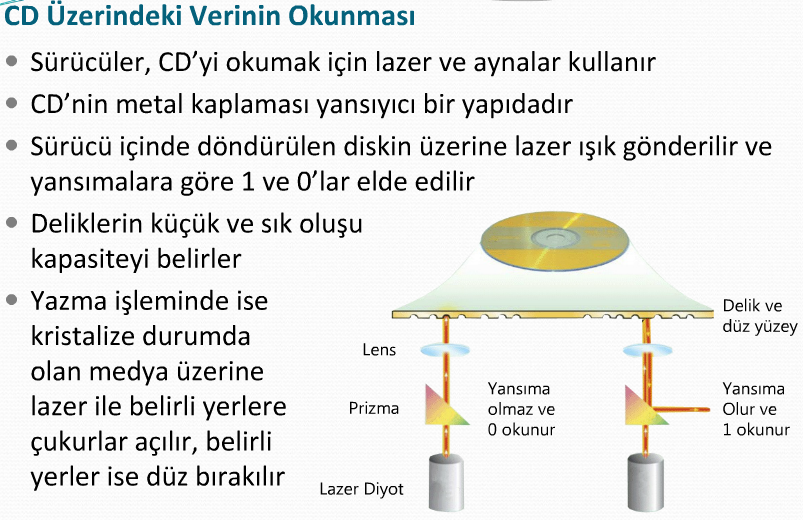 CD Üzerindeki Verinin Okunması
• Sürücüler, CD’yi okumak için lazer ve aynalar kullanır
• CD’nin metal kaplaması yansıyıcı bir yapıdadır
• Sürücü içinde döndürülen diskin üzerine lazer ışık gönderilir ve
yansımalara göre 1 ve 0’lar elde edilir
• Deliklerin küçük ve sık oluşu
kapasiteyi belirler
• Yazma işleminde ise
kristalize durumda
olan medya üzerine
lazer ile belirli yerlere
çukurlar açılır, belirli
yerler ise düz bırakılır
Delik ve
düz yüzey
Lens
Prizma
Yansıma
olmaz ve
0 okunur
Yansıma
Olur ve
1 okunur
Lazer Diyot